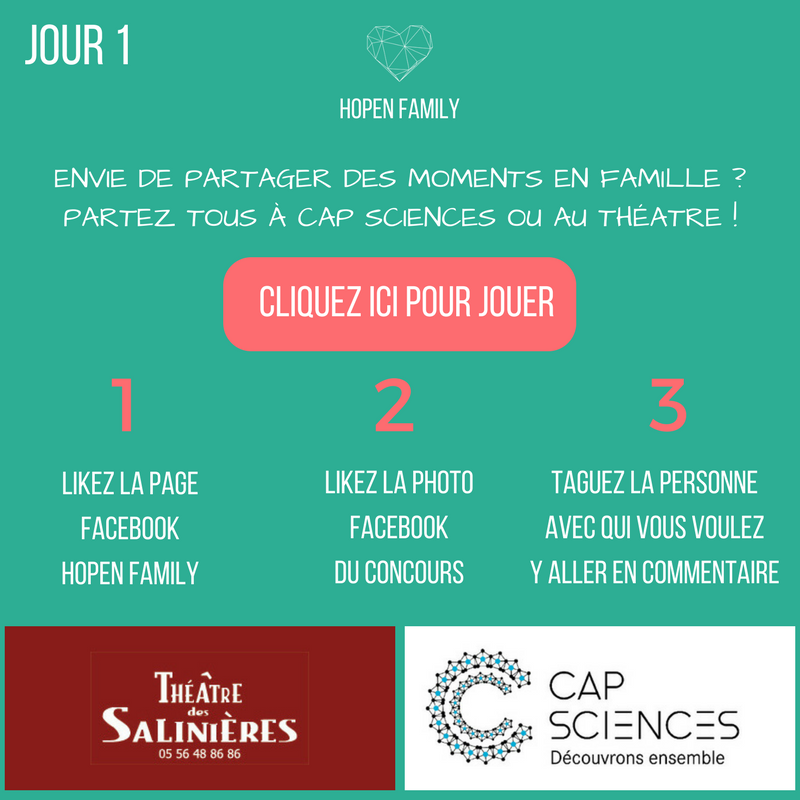 JOUR 1
HOPEN FAMILY
ENVIE DE PARTAGER DES MOMENTS EN FAMILLE ?
PARTEZ TOUS À CAP SCIENCES OU AU THÉATRE !
CLIQUEZ ICI POUR JOUER
1
LIKEZ LA PAGE
FACEBOOK
HOPEN FAMILY
2
LIKEZ LA PHOTO
FACEBOOK
DU CONCOURS
3
TAGUEZ LA PERSONNE
AVEC QUI VOUS VOULEZ
Y ALLER EN COMMENTAIRE
THÉÂTRE
des
SALINIÈRES
05 56 48 86 86
CAP
SCIENCES
Découvrons ensemble